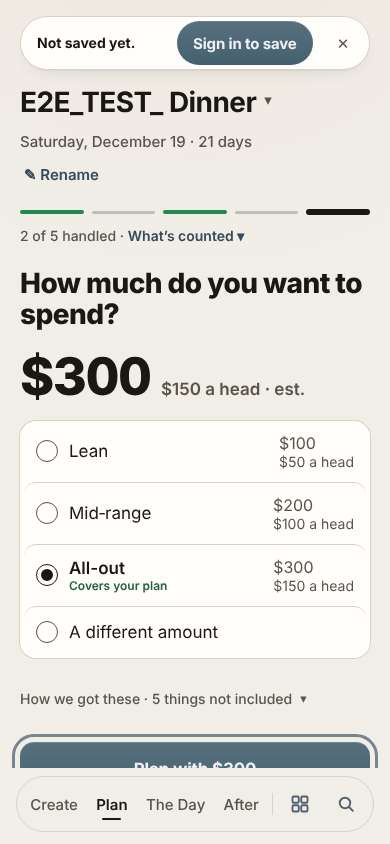 Not saved yet.
Sign in to save
×
E2E_TEST_ Dinner ▾
Saturday, December 19 · 21 days
✎ Rename
2 of 5 handled · What's counted ▾
How much do you want to
spend?
$300 $150 a head · est.
Lean
$100
$50 a head
Mid-range
$200
$100 a head
All-out
Covers your plan
$300
$150 a head
A different amount
How we got these · 5 things not included ▾
Plan with $300
Create Plan The Day After